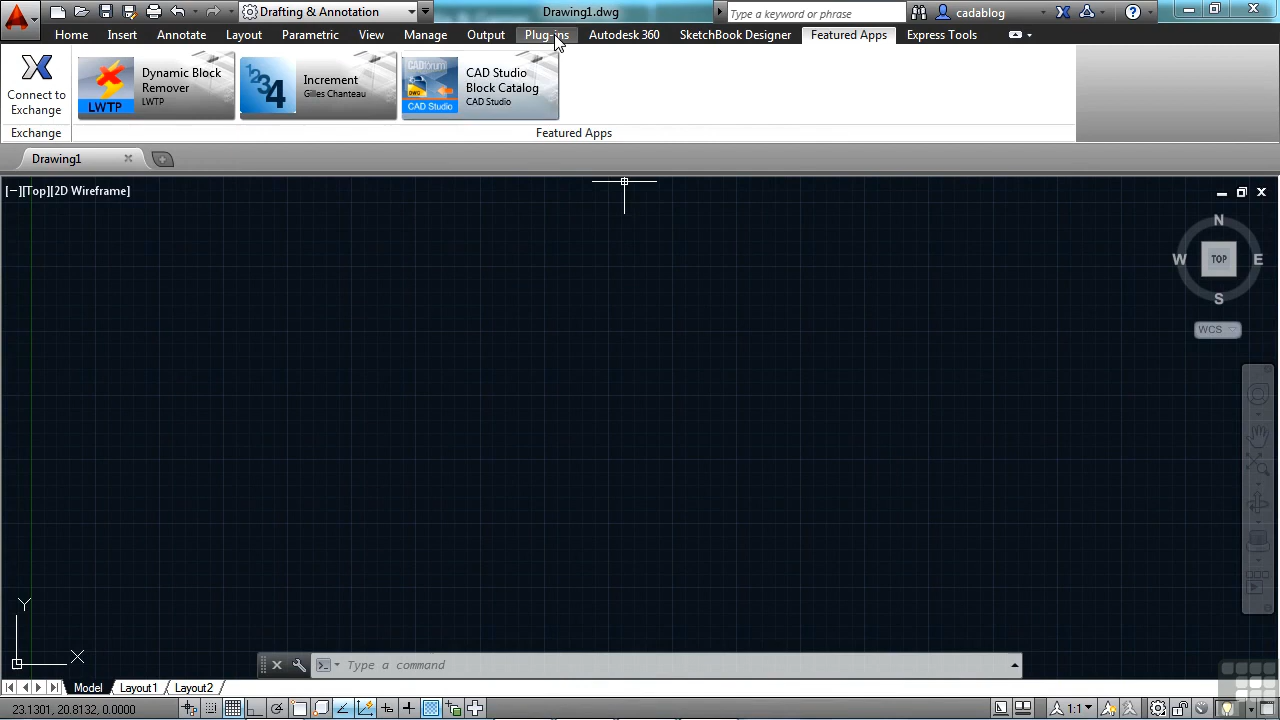 Drafting & Annotation
Drawing1.dwg
Type a keyword or phrase
cadablog
Home
Insert
Annotate
Layout
Parametric
View
Manage
Output
Plug-ins
Autodesk 360
SketchBook Designer
Featured Apps
Express Tools
Connect to
Exchange
Exchange
LWTP
Dynamic Block
Remover
LWTP
1234
Increment
Gilles Chanteau
CADforum
DWG
CAD Studio
CAD Studio
Block Catalog
CAD Studio
Featured Apps
Drawing1
[−][Top][2D Wireframe]
N
W
TOP
E
S
WCS
Y
X
Type a command
Model
Layout1
Layout2
23.1301, 20.8132, 0.0000
1:1